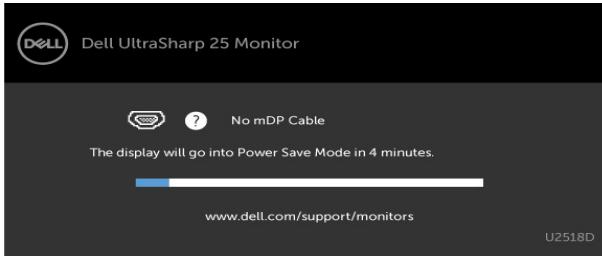 DELL
Dell UltraSharp 25 Monitor
? No mDP Cable
The display will go into Power Save Mode in 4 minutes.
www.dell.com/support/monitors
U2518D